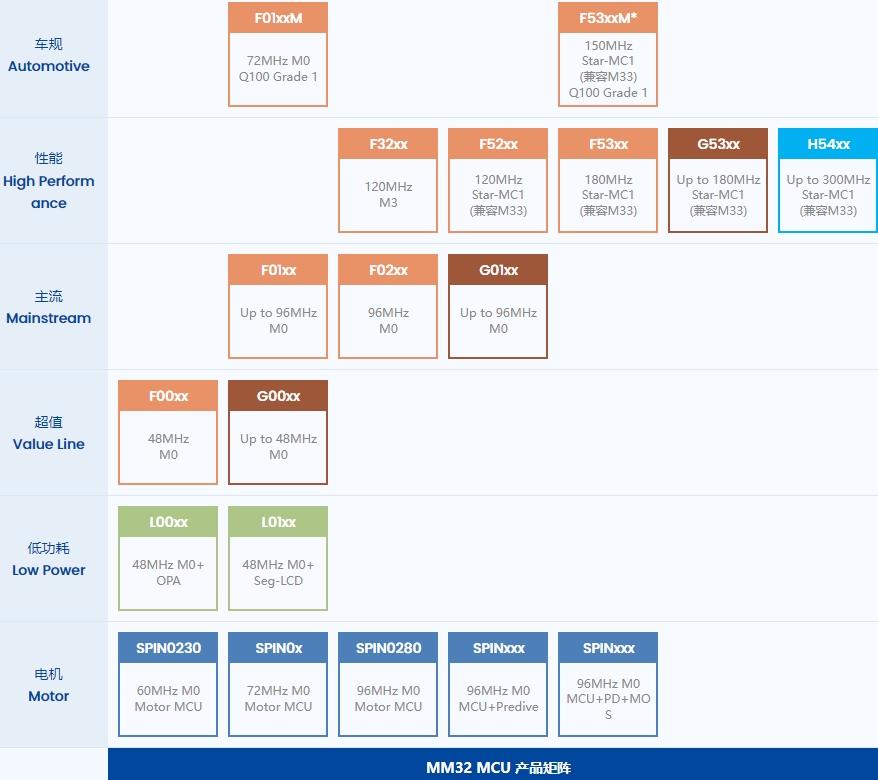 车规
Automotive
F01xxM
72MHz M0
Q100 Grade 1
F53xxM*
150MHz
Star-MC1
(兼容M33)
Q100 Grade 1
性能
High Perform
ance
F32xx
120MHz
M3
F52xx
120MHz
Star-MC1
(兼容M33)
F53xx
180MHz
Star-MC1
(兼容M33)
G53xx
Up to 180MHz
Star-MC1
(兼容M33)
H54xx
Up to 300MHz
Star-MC1
(兼容M33)
主流
Mainstream
F01xx
Up to 96MHz
M0
F02xx
96MHz
M0
G01xx
Up to 96MHz
M0
超值
Value Line
F00xx
48MHz
M0
G00xx
Up to 48MHz
M0
低功耗
Low Power
L00xx
48MHz M0+
OPA
L01xx
48MHz M0+
Seg-LCD
电机
Motor
SPIN0230
60MHz M0
Motor MCU
SPIN0x
72MHz M0
Motor MCU
SPIN0280
96MHz M0
Motor MCU
SPINxxx
96MHz M0
MCU+Predive
SPINxxx
96MHz M0
MCU+PD+MO
S
MM32 MCU 产品矩阵